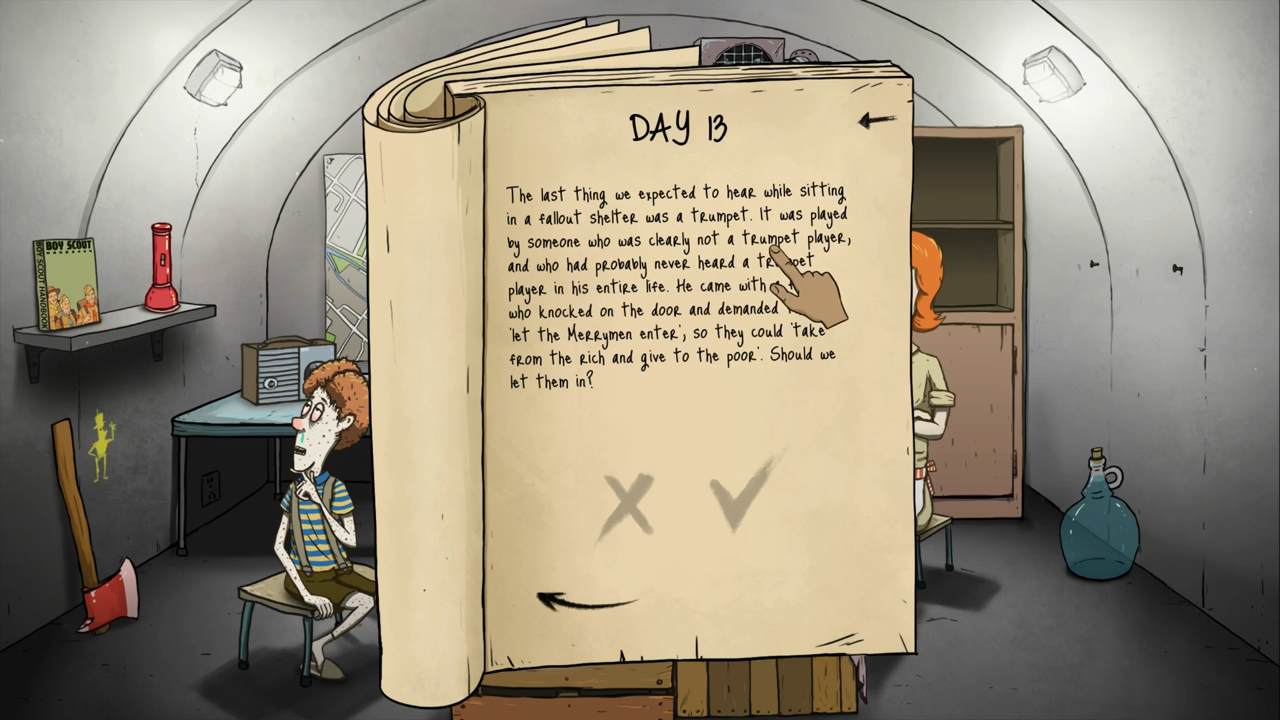 DAY 13
The last thing we expected to hear while sitting
in a fallout shelter was a trumpet. It was played
by someone who was clearly not a trumpet player,
and who had probably never heard a
player in his entire life. He came with
who knocked on the door and demanded
'let the Merrymen enter', so they could 'take
from the rich and give to the poor'. Should we
let them in?
BOY SCOUT
BOY SCOUT HANDBOOK